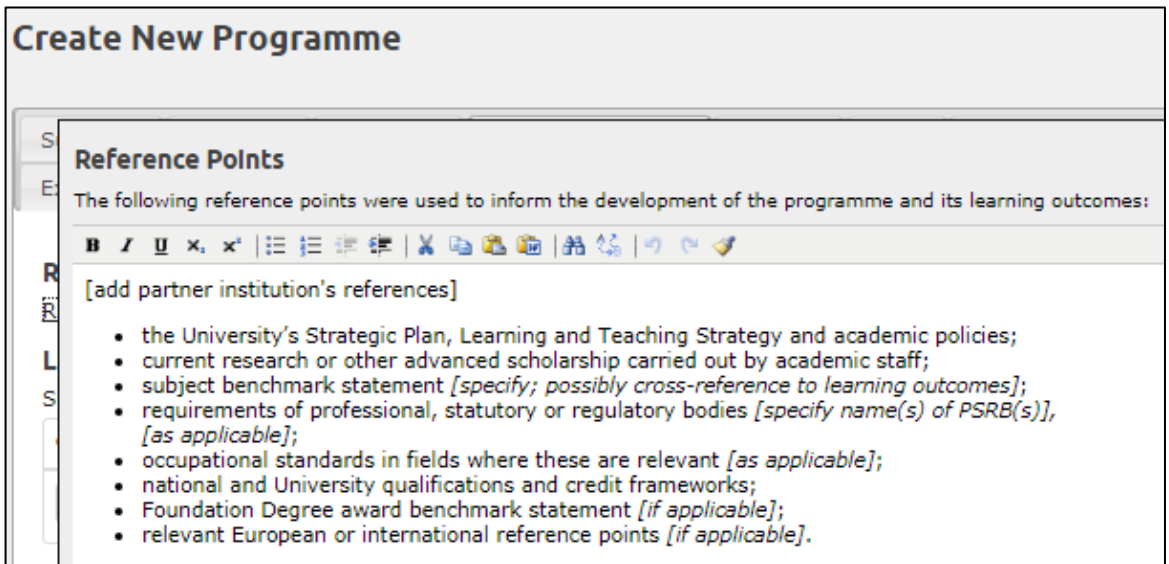 Create New Programme
Reference Points
The following reference points were used to inform the development of the programme and its learning outcomes:
B I U x₂ x²
[add partner institution's references]
• the University’s Strategic Plan, Learning and Teaching Strategy and academic policies;
• current research or other advanced scholarship carried out by academic staff;
• subject benchmark statement [specify; possibly cross-reference to learning outcomes];
• requirements of professional, statutory or regulatory bodies [specify name(s) of PSRB(s)],
[as applicable];
• occupational standards in fields where these are relevant [as applicable];
• national and University qualifications and credit frameworks;
• Foundation Degree award benchmark statement [if applicable];
• relevant European or international reference points [if applicable].